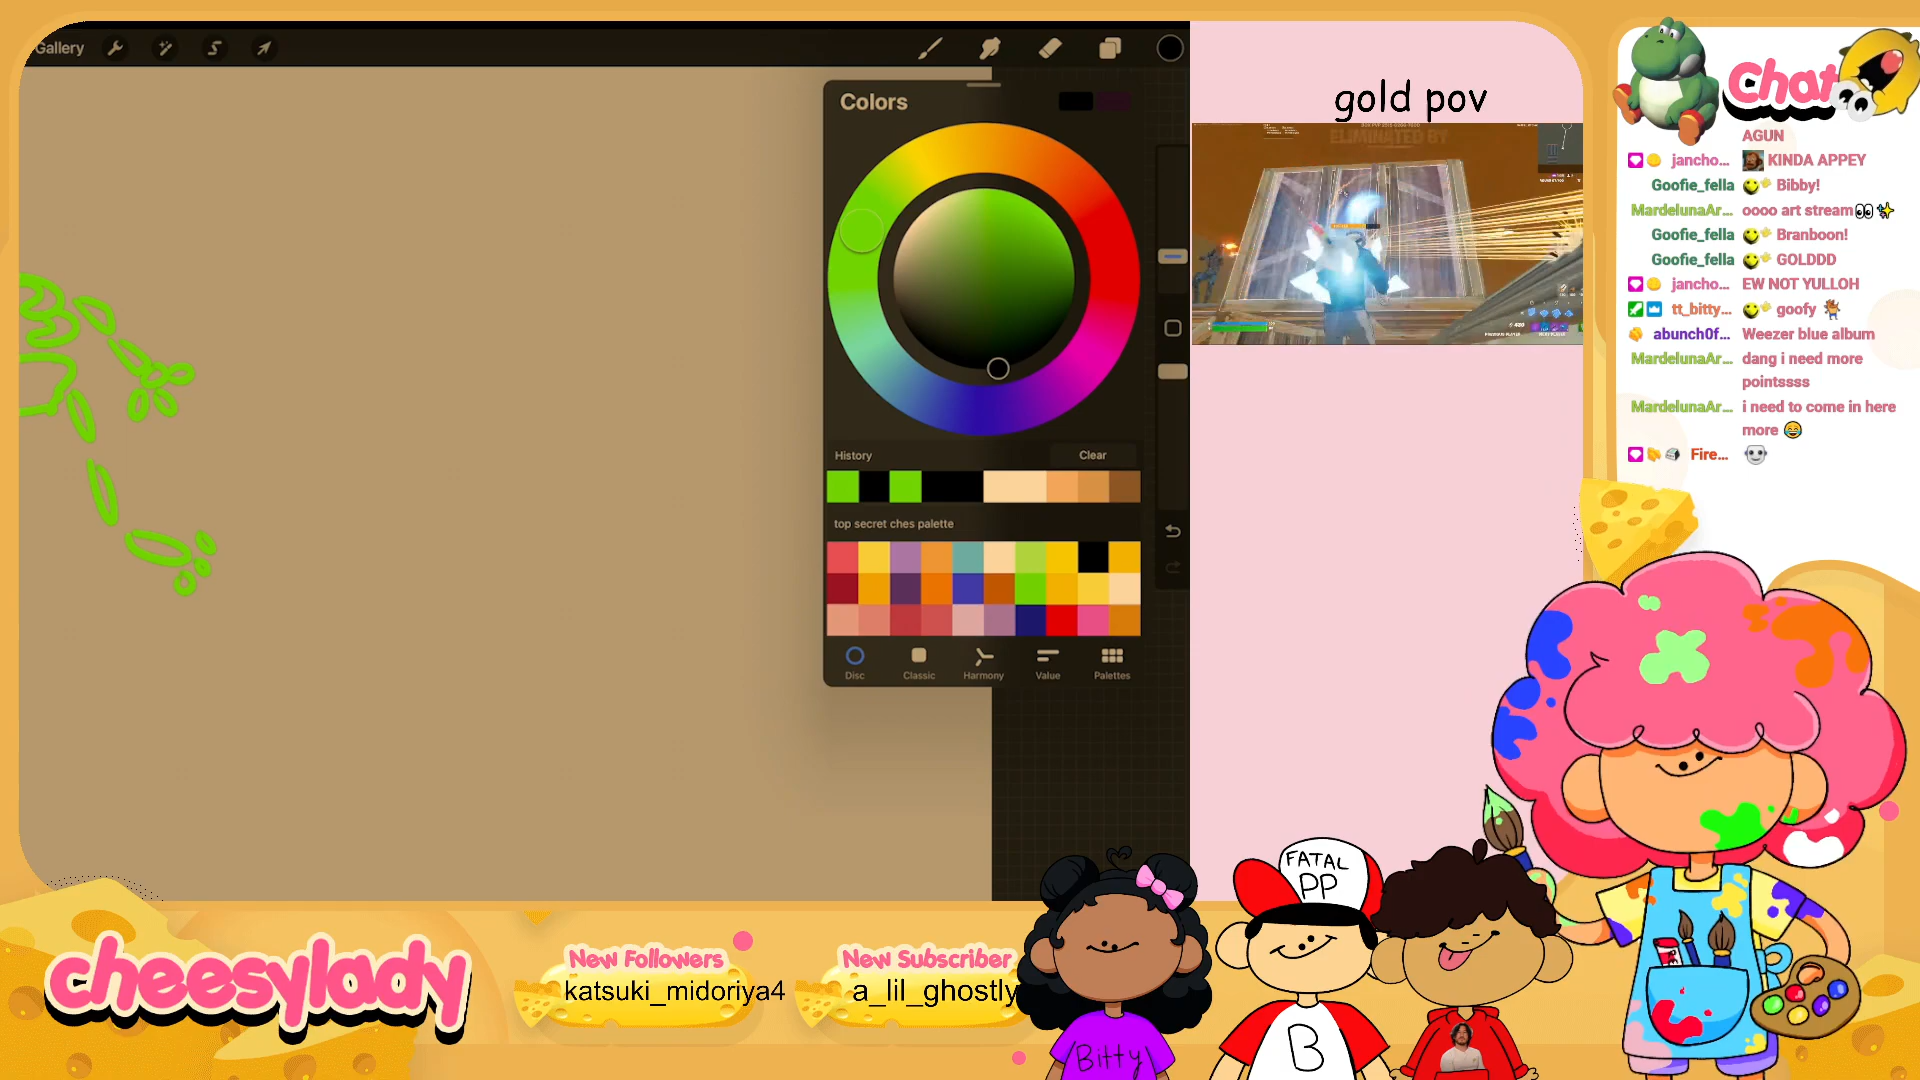 Gallery
Colors
History
Clear
top secret ches palette
Disc
Classic
Harmony
Value
Palettes
gold pov
ELIMINATED BY
Chat
AGUN
jancho... KINDA APPEY
Goofie_fella Bibby!
MardelunaAr... oooo art stream
Goofie_fella Branboon!
Goofie_fella GOLDDD
jancho... EW NOT YULLOH
tt_bitty... goofy
abunch0f... Weezer blue album
MardelunaAr... dang i need more
pointssss
MardelunaAr... i need to come in here
more
Fire...
cheesylady
New Followers
katsuki_midoriya4
New Subscriber
a_lil_ghostly
Bitty
FATAL
PP
B